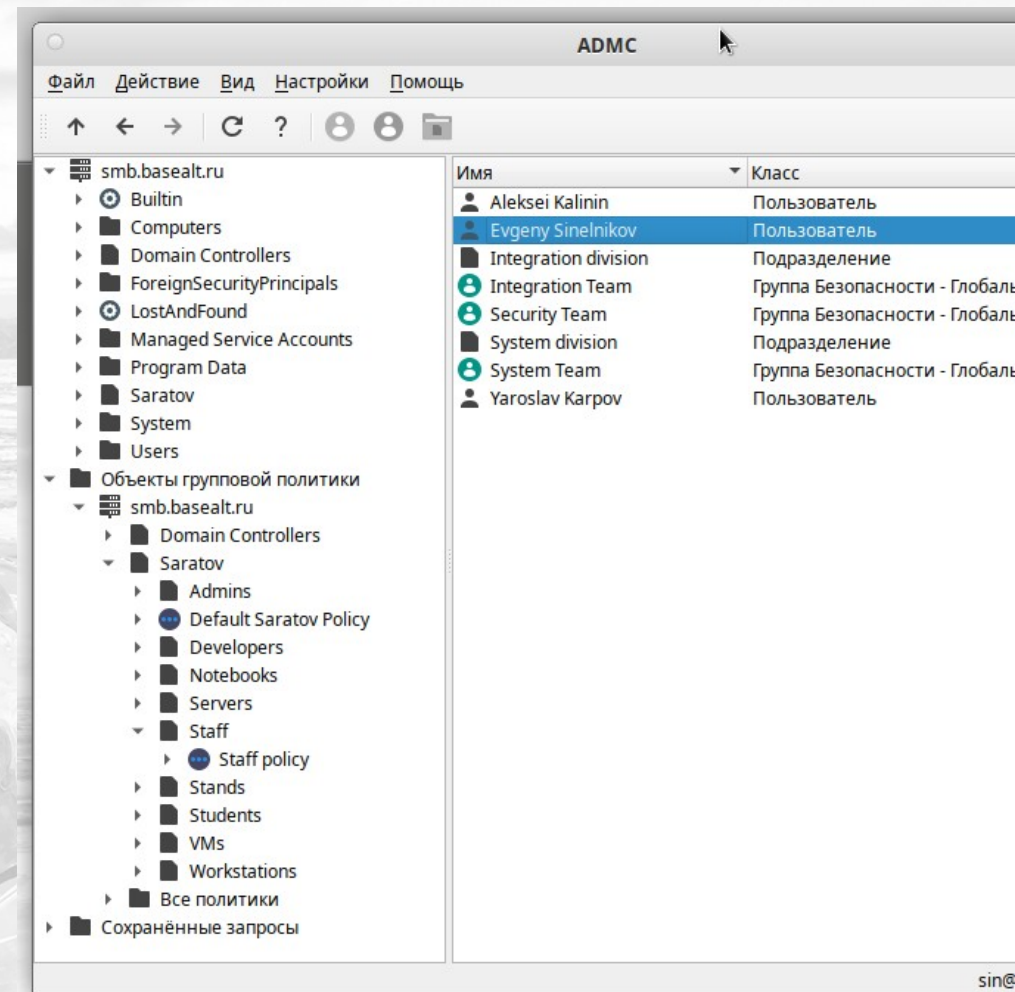 ADMC
Файл Действие Вид Настройки Помощь
smb.basealt.ru
Builtin
Computers
Domain Controllers
ForeignSecurityPrincipals
LostAndFound
Managed Service Accounts
Program Data
Saratov
System
Users
Объекты групповой политики
smb.basealt.ru
Domain Controllers
Saratov
Admins
Default Saratov Policy
Developers
Notebooks
Servers
Staff
Staff policy
Stands
Students
VMs
Workstations
Все политики
Сохранённые запросы
Имя Класс
Aleksei Kalinin Пользователь
Evgeny Sinelnikov Пользователь
Integration division Подразделение
Integration Team Группа Безопасности - Глобаль
Security Team Группа Безопасности - Глобаль
System division Подразделение
System Team Группа Безопасности - Глобаль
Yaroslav Karpov Пользователь
sin@